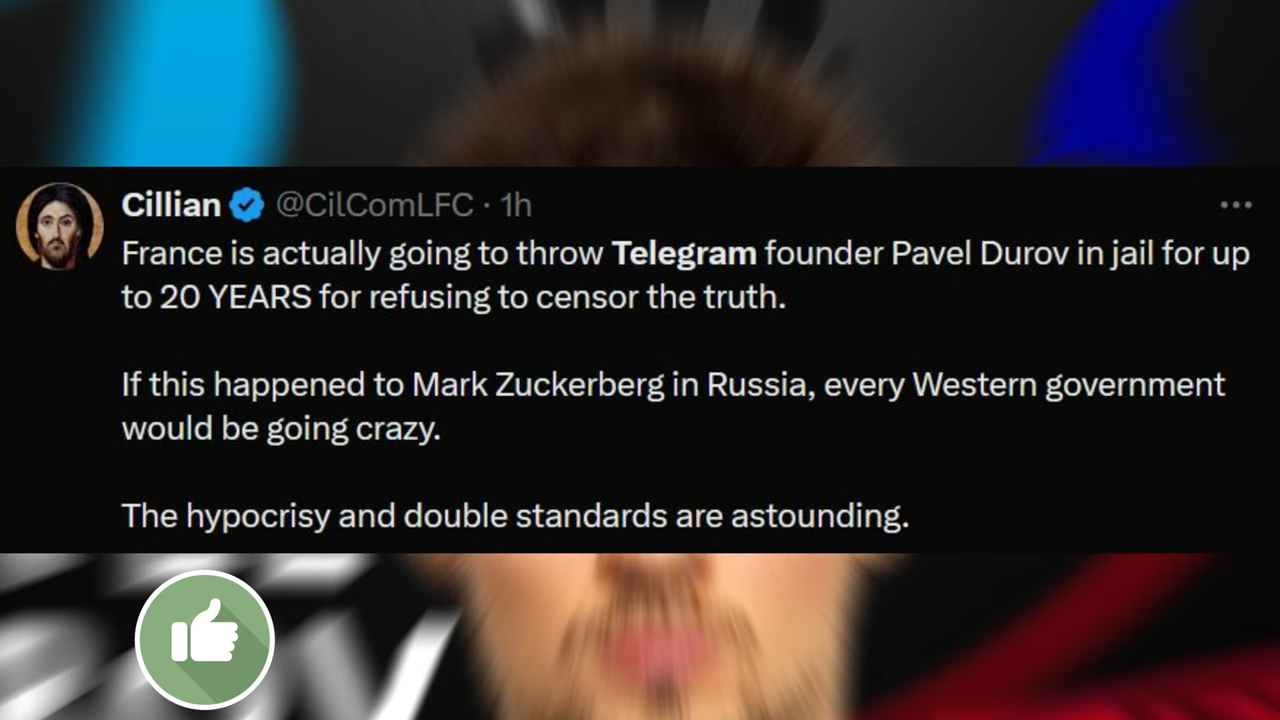 Cillian @CilComLFC · 1h
France is actually going to throw Telegram founder Pavel Durov in jail for up
to 20 YEARS for refusing to censor the truth.
If this happened to Mark Zuckerberg in Russia, every Western government
would be going crazy.
The hypocrisy and double standards are astounding.